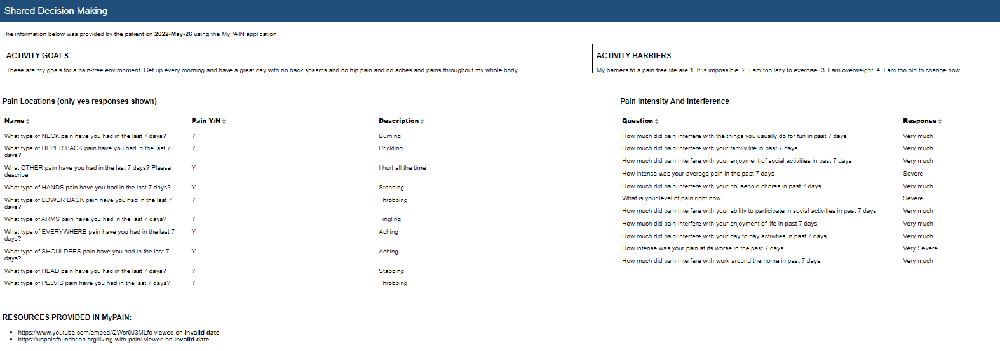 Shared Decision Making
The information below was provided by the patient on 2022-May-26 using the MyPAIN application
ACTIVITY GOALS
These are my goals for a pain-free environment. Get up every morning and have a great day with no back spasms and no hip pain and no aches and pains throughout my whole body.
ACTIVITY BARRIERS
My barriers to a pain free life are 1. It is impossible. 2. I am too lazy to exercise. 3. I am overweight. 4. I am too old to change now.
Pain Locations (only yes responses shown)
Name Pain Y/N Description
What type of NECK pain have you had in the last 7 days? Y Burning
What type of UPPER BACK pain have you had in the last 7 Y Prickling
days?
What OTHER pain have you had in the last 7 days? Please Y I hurt all the time
describe
What type of HANDS pain have you had in the last 7 days? Y Stabbing
What type of LOWER BACK pain have you had in the last 7 Y Throbbing
days?
What type of ARMS pain have you had in the last 7 days? Y Tingling
What type of EVERYWHERE pain have you had in the last 7 Y Aching
days?
What type of SHOULDERS pain have you had in the last 7 Y Aching
days?
What type of HEAD pain have you had in the last 7 days? Y Stabbing
What type of PELVIS pain have you had in the last 7 days? Y Throbbing
Pain Intensity And Interference
Question Response
How much did pain interfere with the things you usually do for fun in past 7 days Very much
How much did pain interfere with your family life in past 7 days Very much
How much did pain interfere with your enjoyment of social activities in past 7 days Very much
How intense was your average pain in the past 7 days Severe
How much did pain interfere with your household chores in past 7 days Very much
What is your level of pain right now Severe
How much did pain interfere with your ability to participate in social activities in past 7 days Very much
How much did pain interfere with your enjoyment of life in past 7 days Very much
How much did pain interfere with your day to day activities in past 7 days Very much
How intense was your pain at its worse in the past 7 days Very Severe
How much did pain interfere with work around the home in past 7 days Very much
RESOURCES PROVIDED IN MyPAIN:
• https://www.youtube.com/embed/QWcr9J3MLfo viewed on Invalid date
• https://uspainfoundation.org/living-with-pain/ viewed on Invalid date